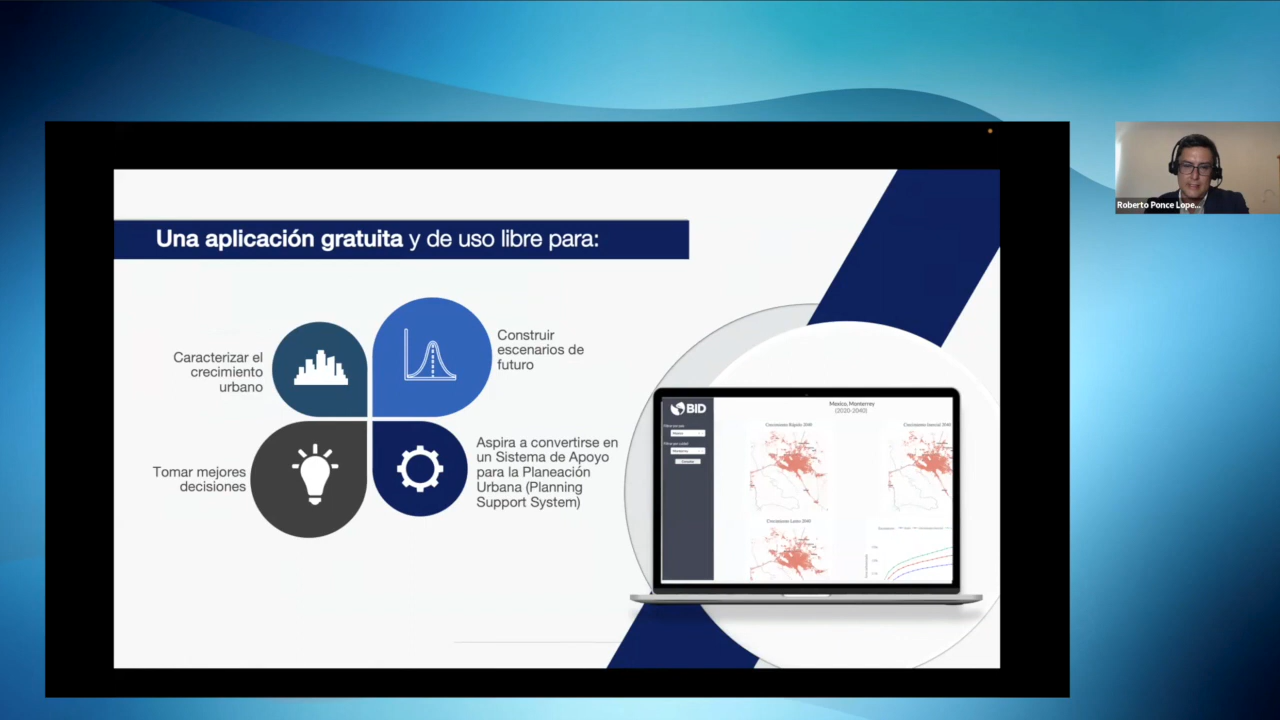 Una aplicación gratuita y de uso libre para:
Caracterizar el
crecimiento
urbano
Construir
escenarios de
futuro
Tomar mejores
decisiones
Aspira a convertirse en
un Sistema de Apoyo
para la Planeación
Urbana (Planning
Support System)
BID
Mexico, Monterrey
(2020-2040)
Crecimiento Rápido 2040
Crecimiento Inercial 2040
Crecimiento Lento 2040
Roberto Ponce Lope...